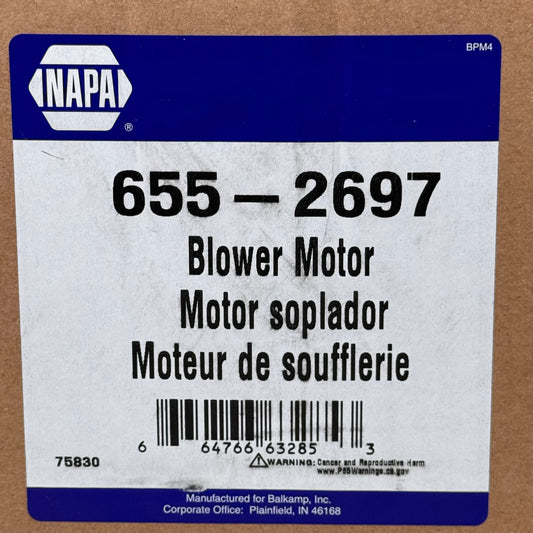 BPM4
NAPA®
655-2697
Blower Motor
Motor soplador
Moteur de soufflerie
6 64766 63285 3
75830
⚠WARNING: Cancer and Reproductive Harm
www.P65Warnings.ca.gov
Manufactured for Balkamp, Inc.
Corporate Office: Plainfield, IN 46168